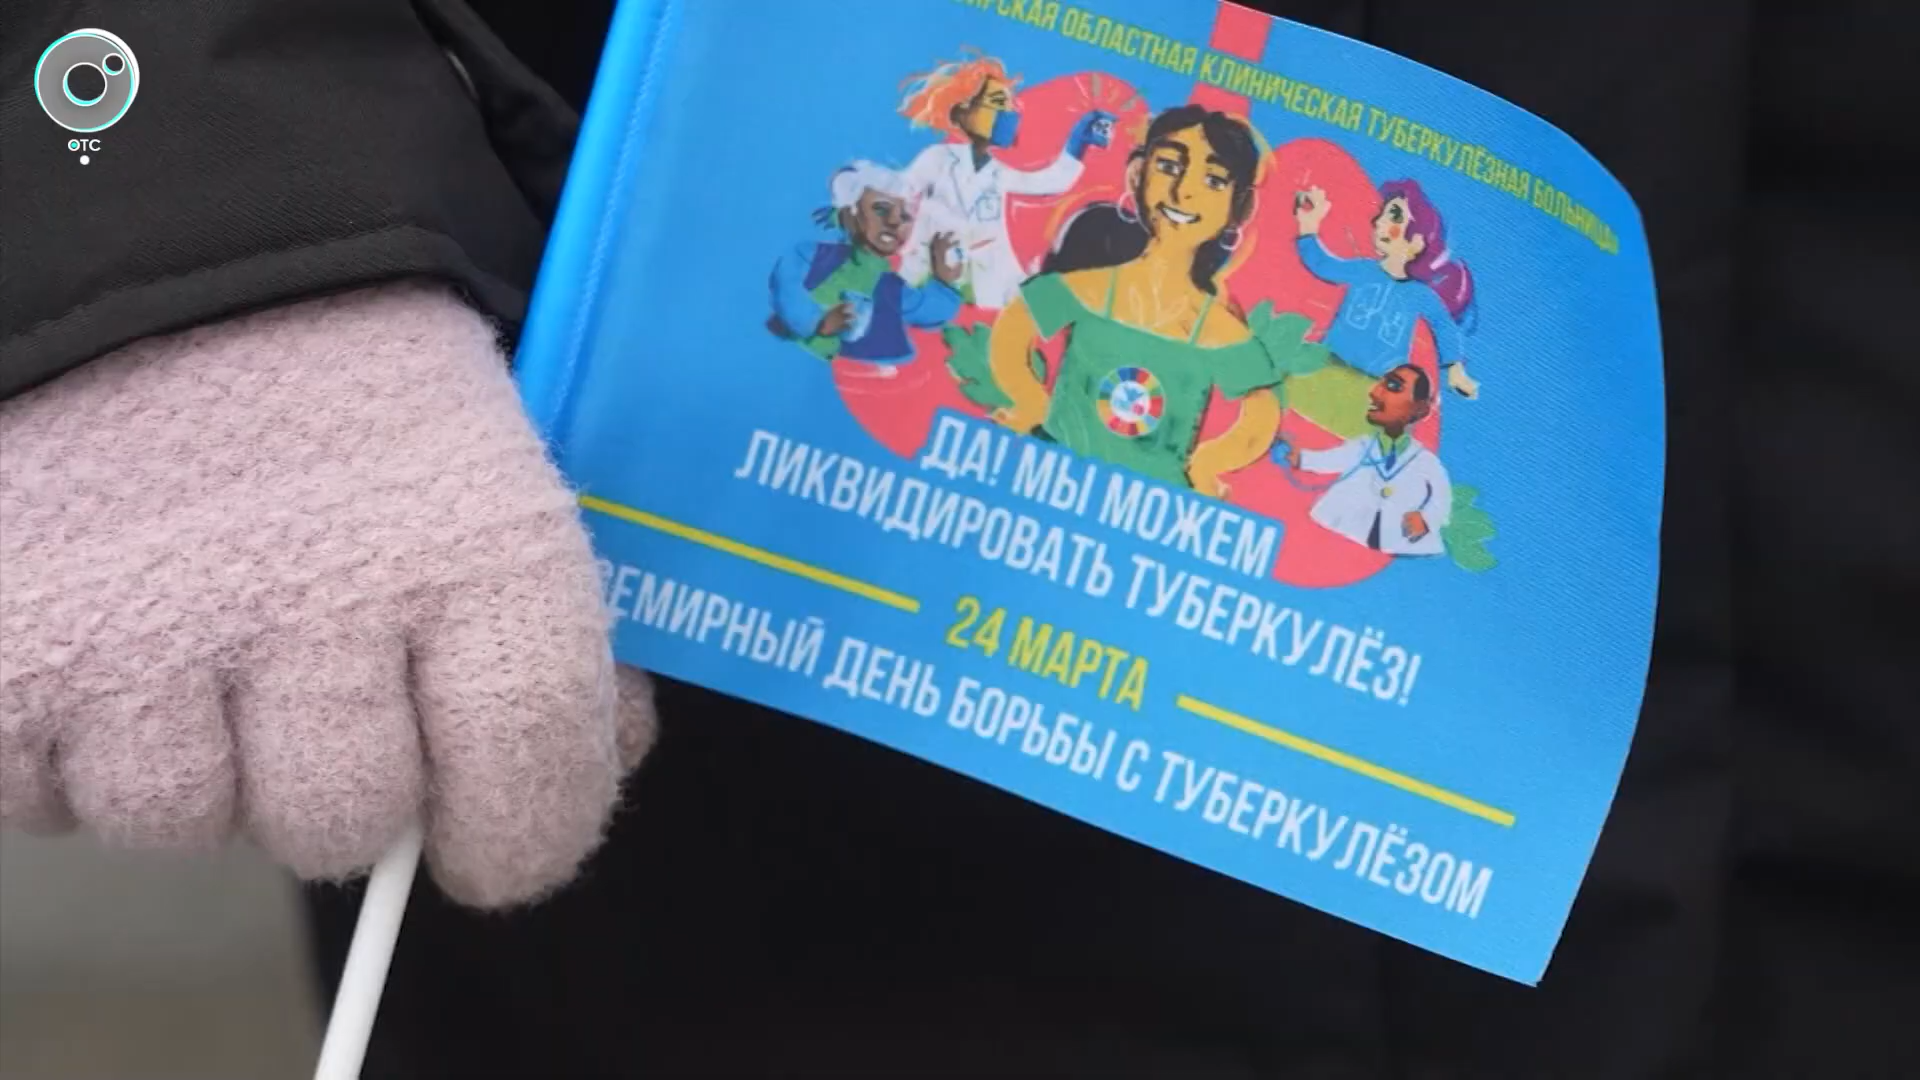 ОТС
ОБЛАСТНАЯ КЛИНИЧЕСКАЯ ТУБЕРКУЛЁЗНАЯ БОЛЬНИЦА»
ДА! МЫ МОЖЕМ
ЛИКВИДИРОВАТЬ ТУБЕРКУЛЁЗ!
24 МАРТА
ВСЕМИРНЫЙ ДЕНЬ БОРЬБЫ С ТУБЕРКУЛЁЗОМ